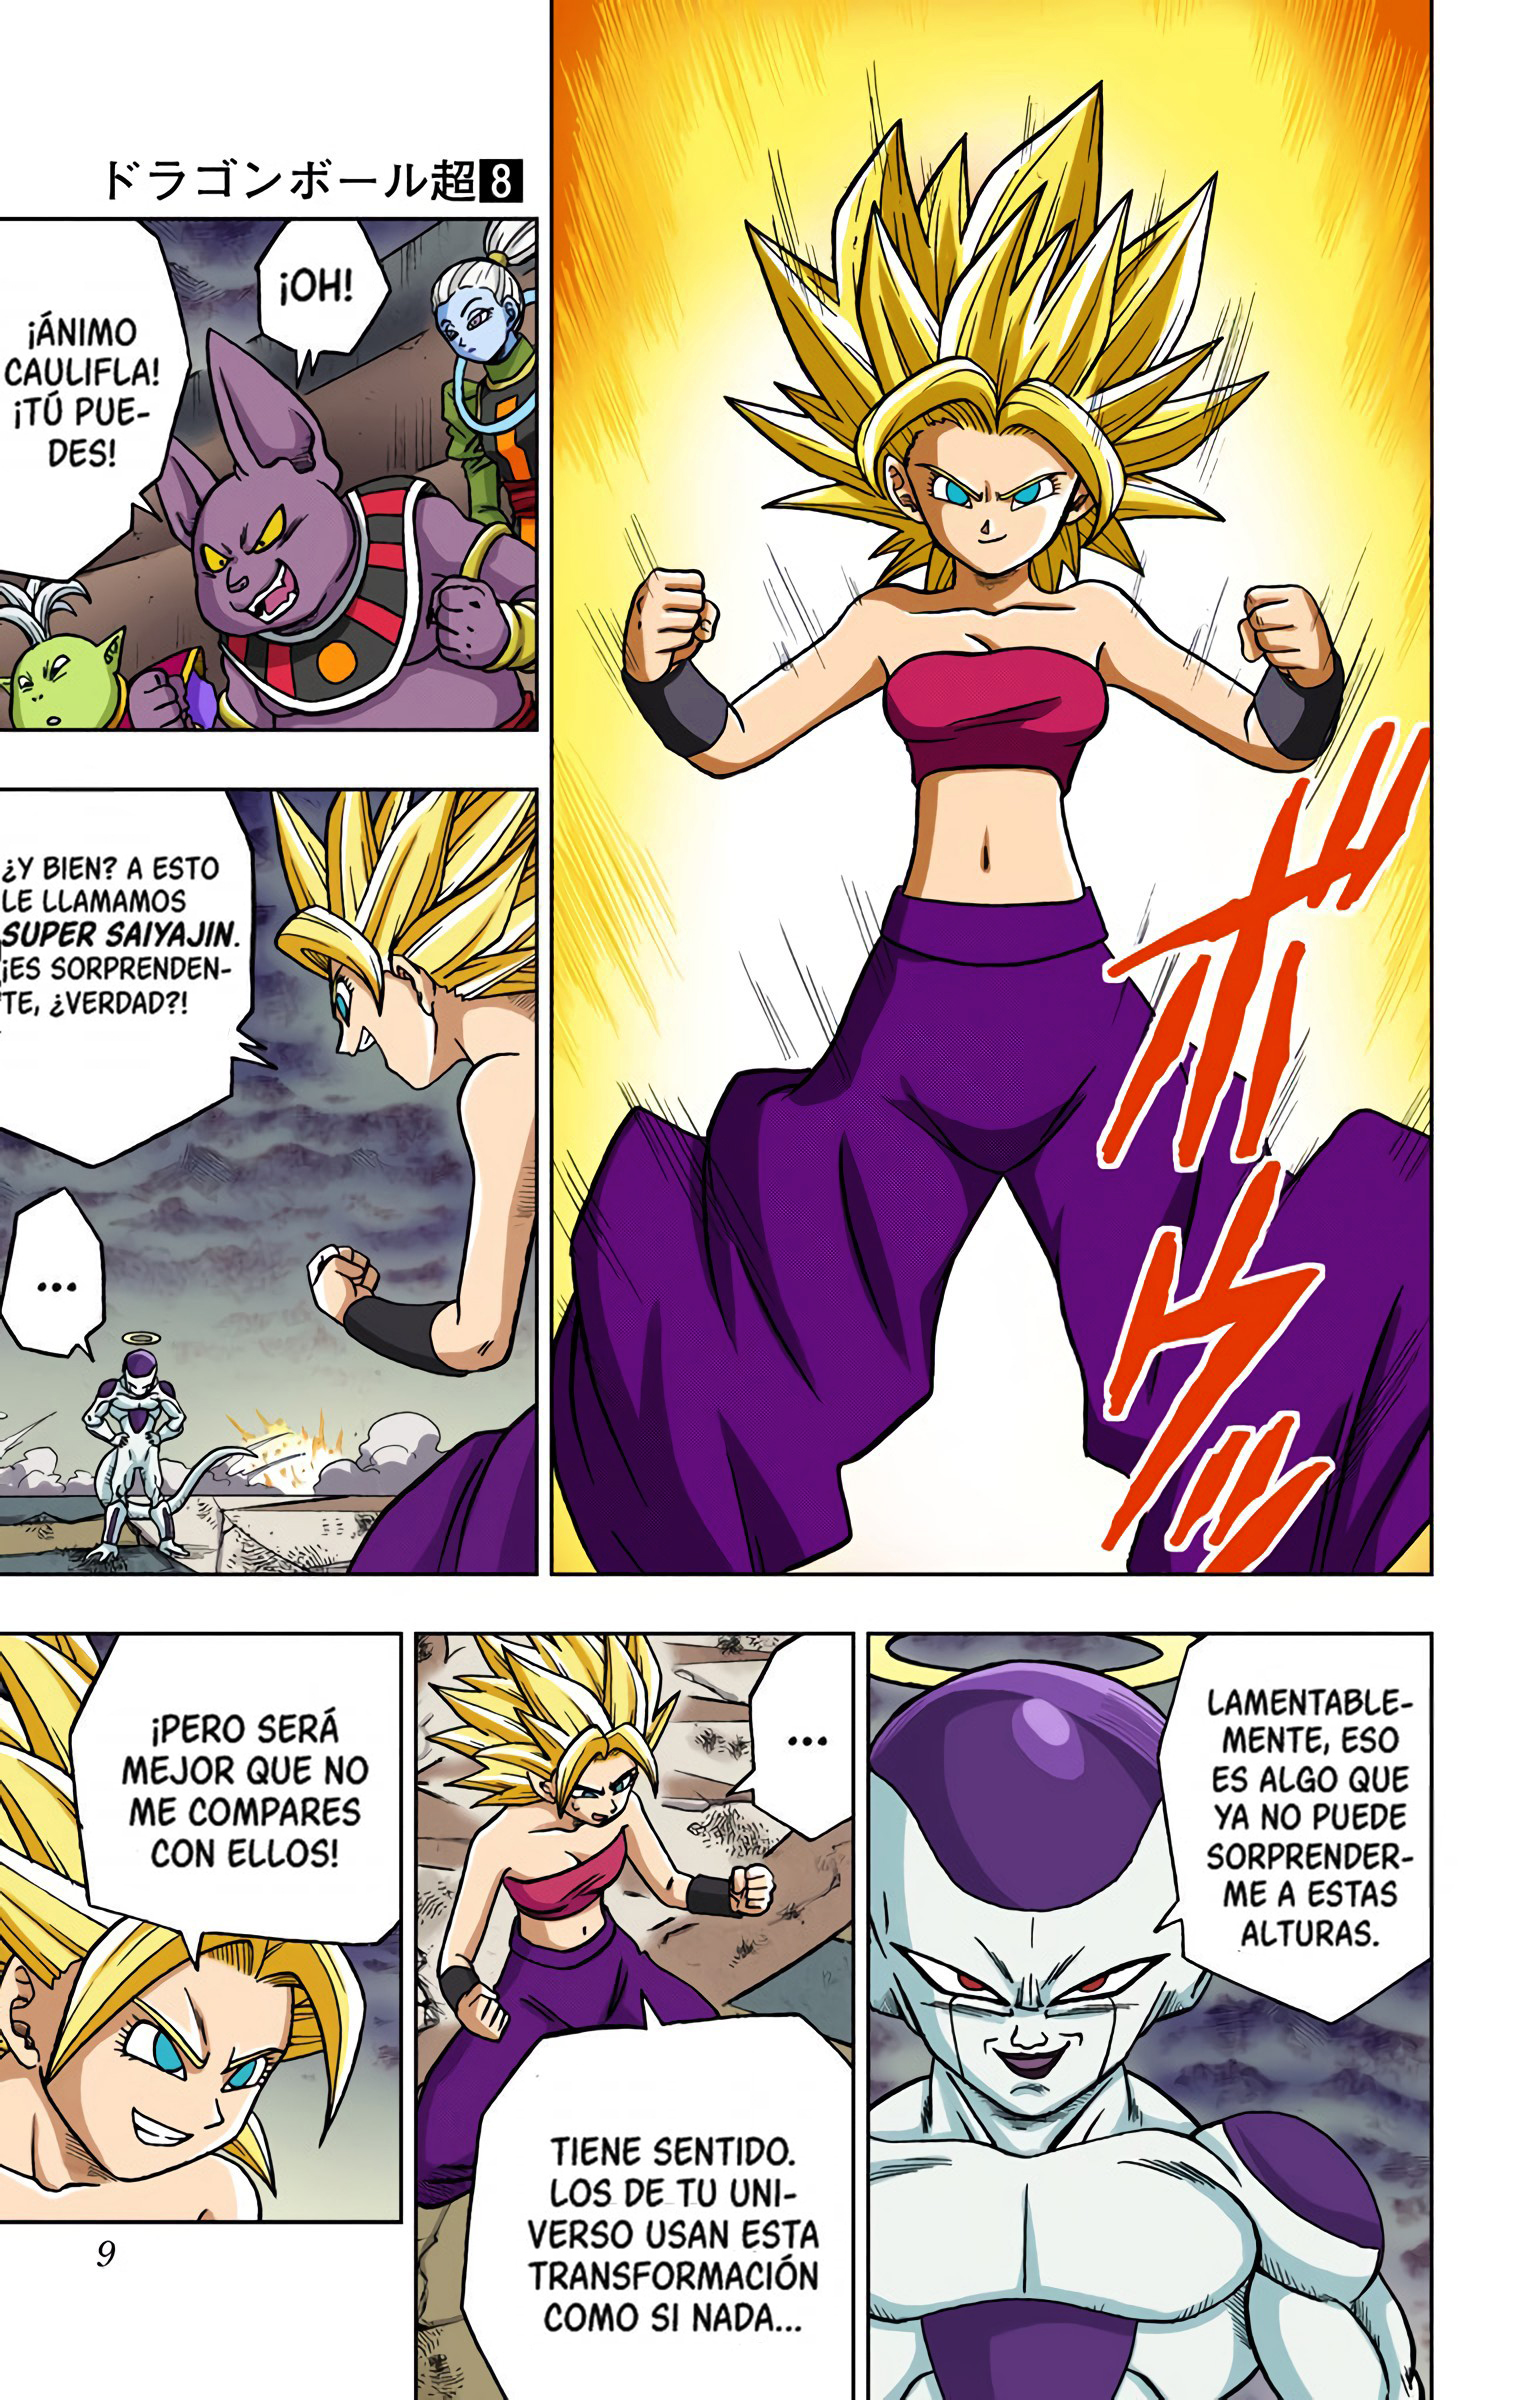 ドラゴンボール超8
¡OH!
¡ÁNIMO
CAULIFLA!
¡TÚ PUE-
DES!
¿Y BIEN? A ESTO
LE LLAMAMOS
SUPER SAIYAJIN.
¡ES SORPRENDEN-
TE, ¿VERDAD?!
...
LAMENTABLE-
MENTE, ESO
ES ALGO QUE
YA NO PUEDE
SORPRENDER-
ME A ESTAS
ALTURAS.
...
TIENE SENTIDO.
LOS DE TU UNI-
VERSO USAN ESTA
TRANSFORMACIÓN
COMO SI NADA...
¡PERO SERÁ
MEJOR QUE NO
ME COMPARES
CON ELLOS!
9